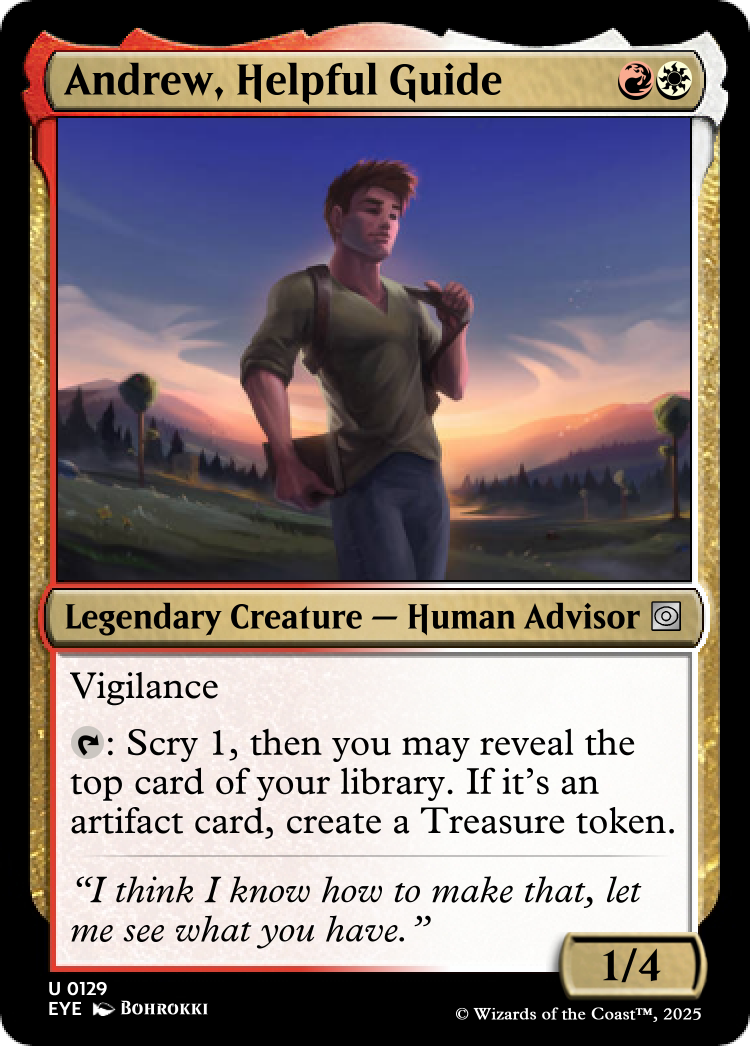 Andrew, Helpful Guide
Legendary Creature — Human Advisor
Vigilance
: Scry 1, then you may reveal the
top card of your library. If it's an
artifact card, create a Treasure token.
“I think I know how to make that, let
me see what you have.”
1/4
U 0129
EYE BOHROKKI
© Wizards of the Coast™, 2025